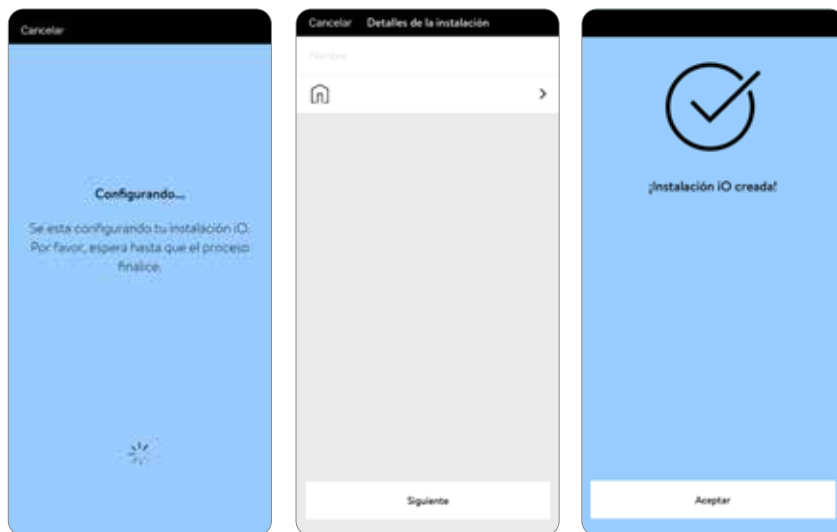 Cancelar
Configurando...
Se esta configurando tu instalación iO.
Por favor, espera hasta que el proceso
finalice.
Cancelar Detalles de la instalación
Nombre
Siguiente
¡Instalación iO creada!
Aceptar